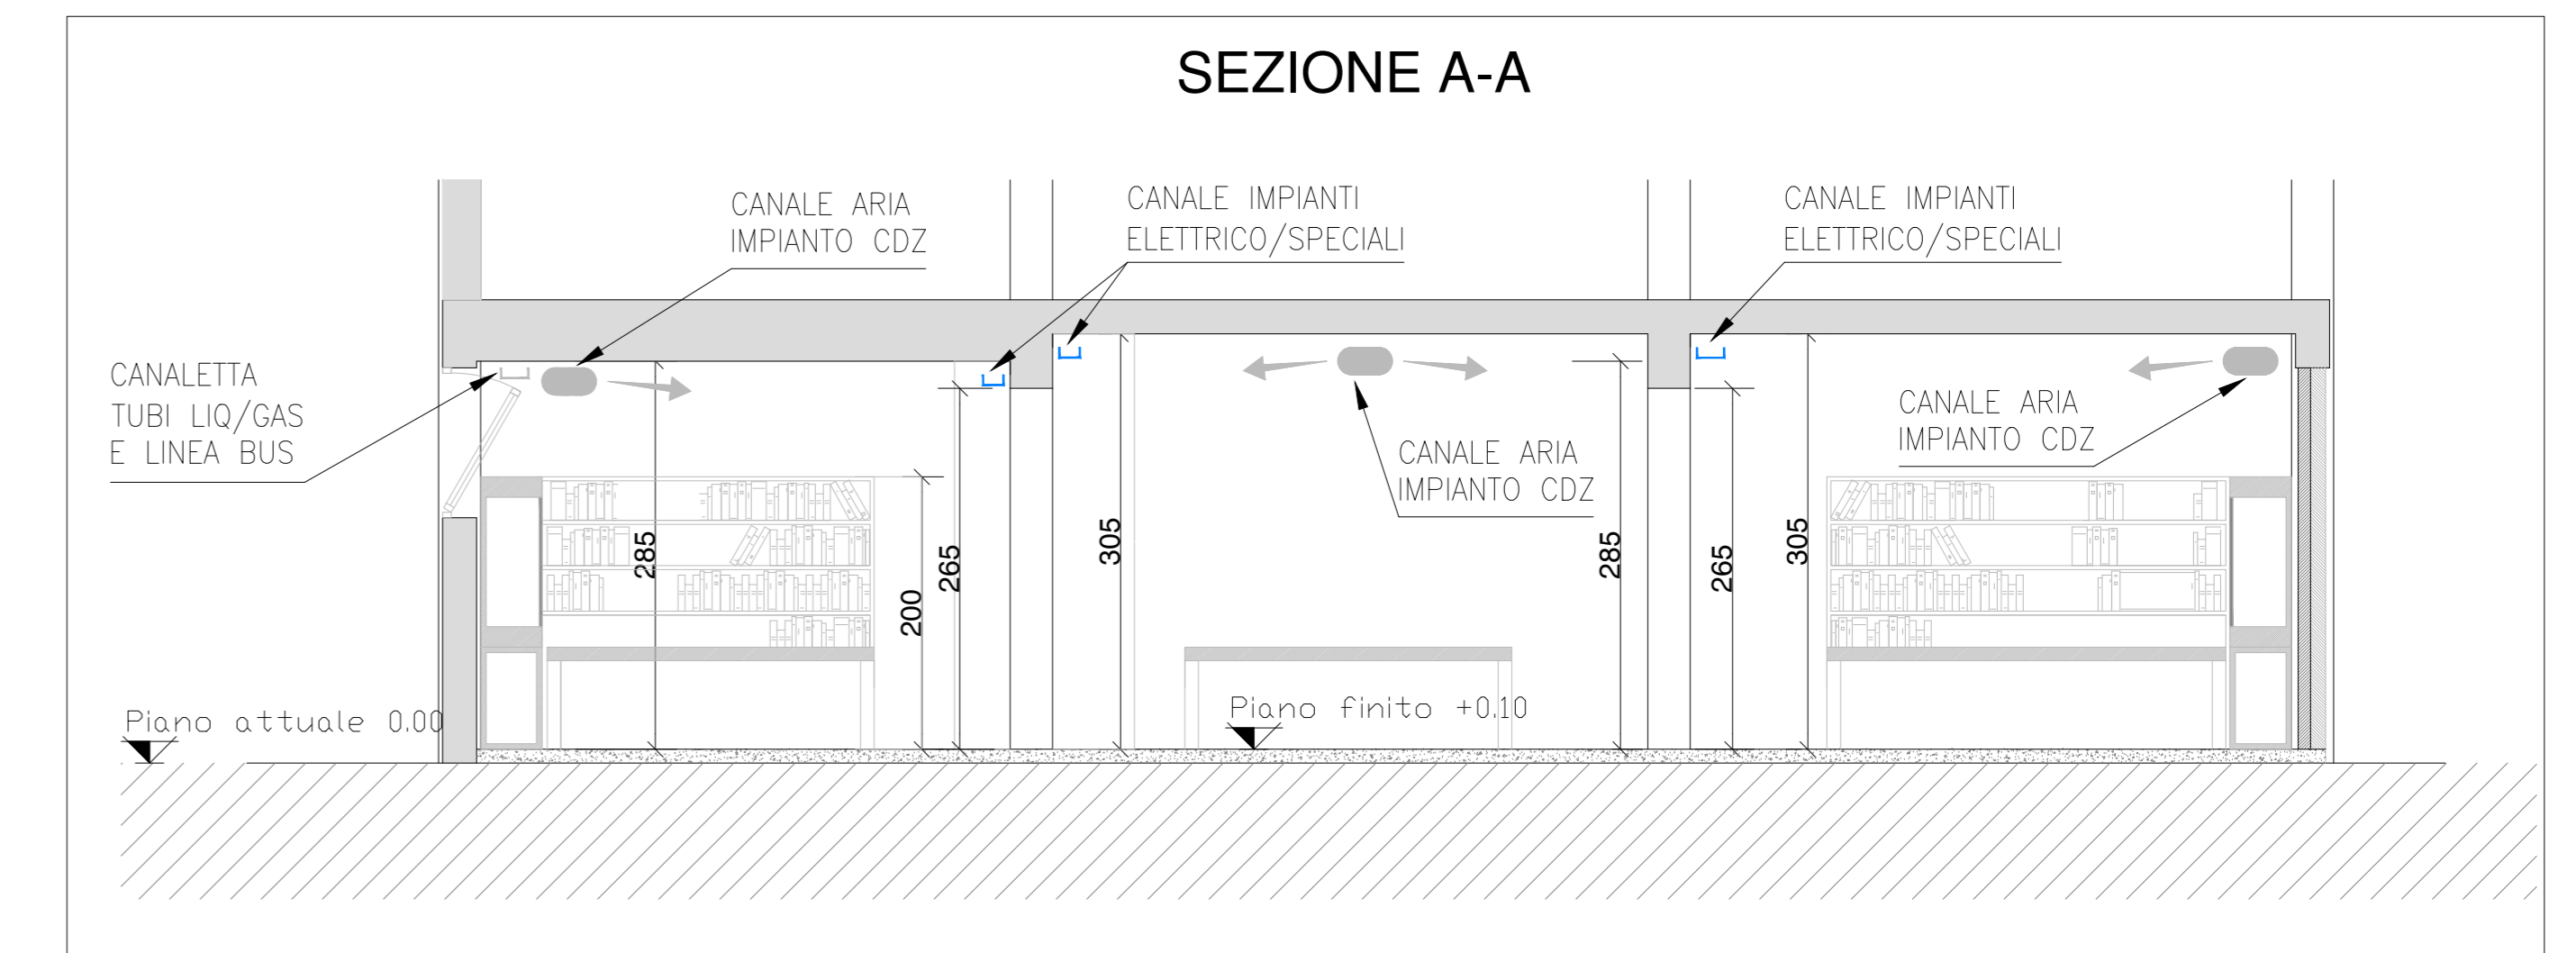 SEZIONE A-A
CANALE ARIA
IMPIANTO CDZ
CANALE IMPIANTI
ELETTRICO/SPECIALI
CANALE IMPIANTI
ELETTRICO/SPECIALI
CANALETTA
TUBI LIQ/GAS
E LINEA BUS
CANALE ARIA
IMPIANTO CDZ
CANALE ARIA
IMPIANTO CDZ
285
200
265
305
285
265
305
Piano attuale 0.00
Piano finito +0.10